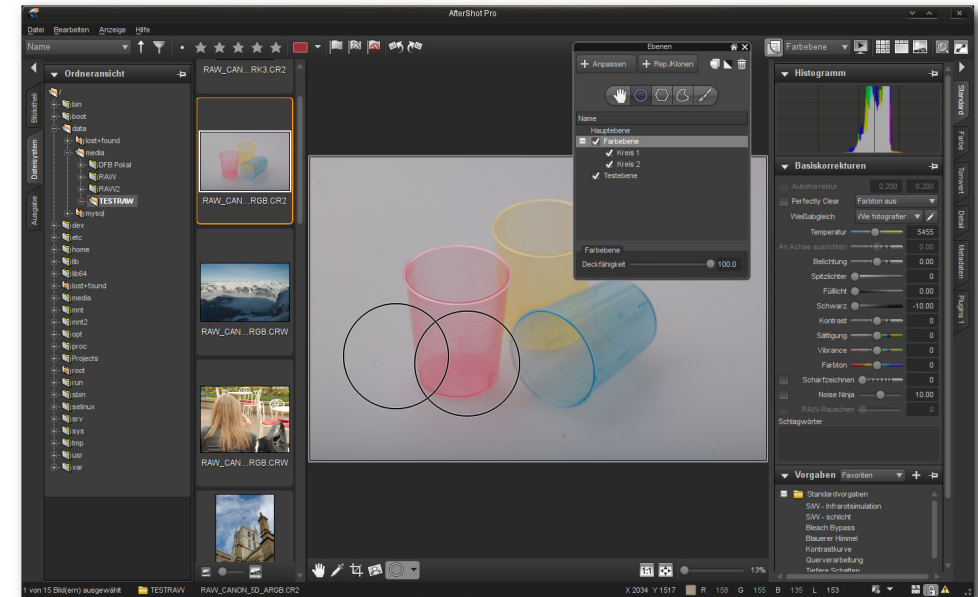 AfterShot Pro
Datei Bearbeiten Anzeige Hilfe
Name
Farbebene
Bibliothek
Dateisystem
Ausgabe
Ordneransicht
/
bin
boot
data
lost+found
media
DFB Pokal
RAW
RAW2
TESTRAW
mysql
dev
etc
home
lib
lib64
lost+found
media
mnt
mnt2
opt
proc
Projects
root
run
sbin
selinux
srv
sys
tmp
usr
var
RAW_CAN...RK3.CR2
RAW_CAN...RGB.CR2
RAW_CAN...RGB.CRW
RAW_CAN...RGB.CRW
Ebenen
Anpassen
Rep./Klonen
Name
Hauptebene
Farbebene
Kreis 1
Kreis 2
Testebene
Farbebene
Deckfähigkeit 100.0
Histogramm
Basiskorrekturen
AutoKorrektur 0.200 0.200
Perfectly Clear Farbton aus
Weißabgleich Wie fotografier
Temperatur 5455
An Achse ausrichten 0.00
Belichtung 0.00
Spitzlichter 0
Füllicht 0.00
Schwarz -10.00
Kontrast 0
Sättigung 0
Vibrance 0
Farbton 0
Scharfzeichnen 0
Noise Ninja 10.00
RAW-Rauschen 0
Schlagwörter
Vorgaben Favoriten
Standardvorgaben
S/W - Infrarotsimulation
S/W - schlicht
Bleach Bypass
Blauerer Himmel
Kontrastkurve
Querverarbeitung
Tiefere Schatten
Standard
Farbe
Tonwert
Detail
Metadaten
Plugins 1
1:1
13%
1 von 15 Bild(ern) ausgewählt TESTRAW RAW_CANON_5D_ARGB.CR2 X 2034 Y 1517 R 158 G 155 B 135 L 153